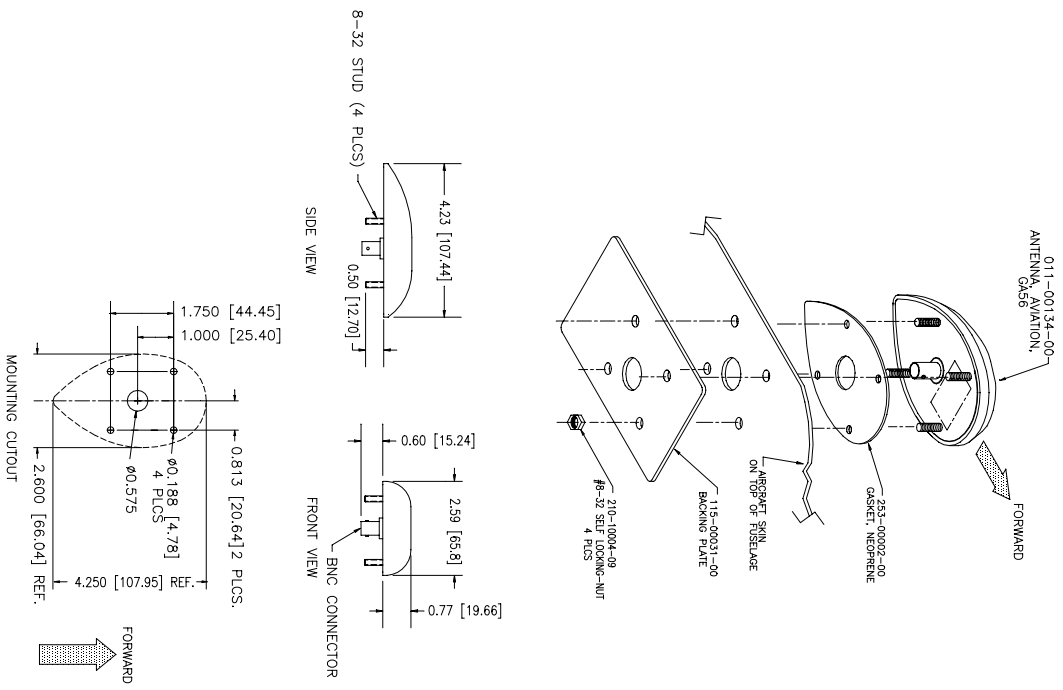 011-00134-00
ANTENNA, AVIATION,
GA56
FORWARD
253-00002-00
GASKET, NEOPRENE
AIRCRAFT SKIN
ON TOP OF FUSELAGE
115-00031-00
BACKING PLATE
210-10004-09
#8-32 SELF LOCKING-NUT
4 PLCS
8-32 STUD (4 PLCS)
4.23 [107.44]
0.50
[12.70]
SIDE VIEW
0.60 [15.24]
2.59 [65.8]
0.77 [19.66]
BNC CONNECTOR
FRONT VIEW
1.750 [44.45]
1.000 [25.40]
0.813 [20.64] 2 PLCS.
Ø0.188 [4.78]
4 PLCS
Ø0.575
2.600 [66.04] REF.
4.250 [107.95] REF.
MOUNTING CUTOUT
FORWARD